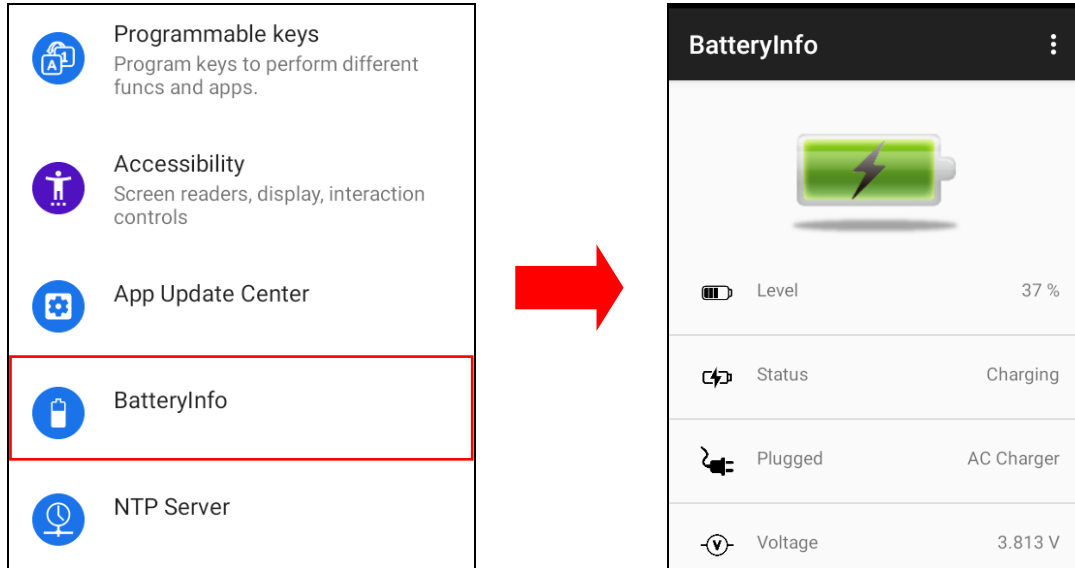 Programmable keys
Program keys to perform different
funcs and apps.
Accessibility
Screen readers, display, interaction
controls
App Update Center
BatteryInfo
NTP Server
BatteryInfo
Level 37 %
Status Charging
Plugged AC Charger
Voltage 3.813 V